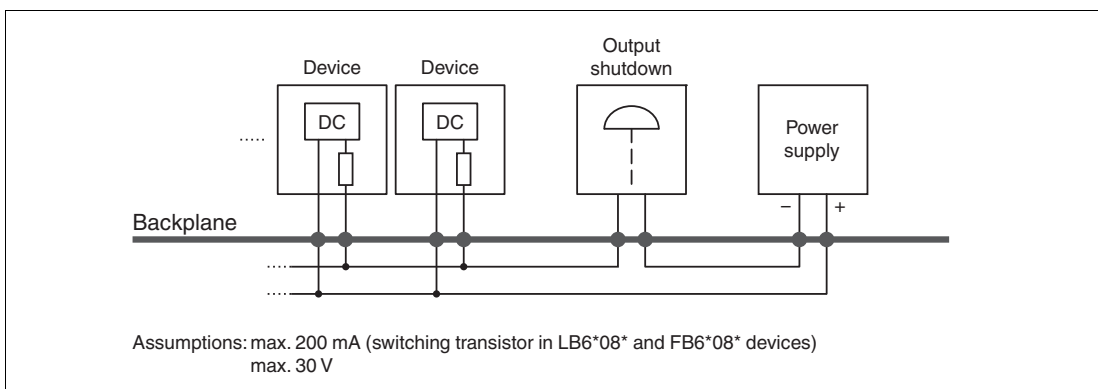 Output
shutdown
Device
Device
DC
DC
Power
supply
.....
− +
Backplane
.....
.....
Assumptions: max. 200 mA (switching transistor in LB6*08* and FB6*08* devices)
max. 30 V